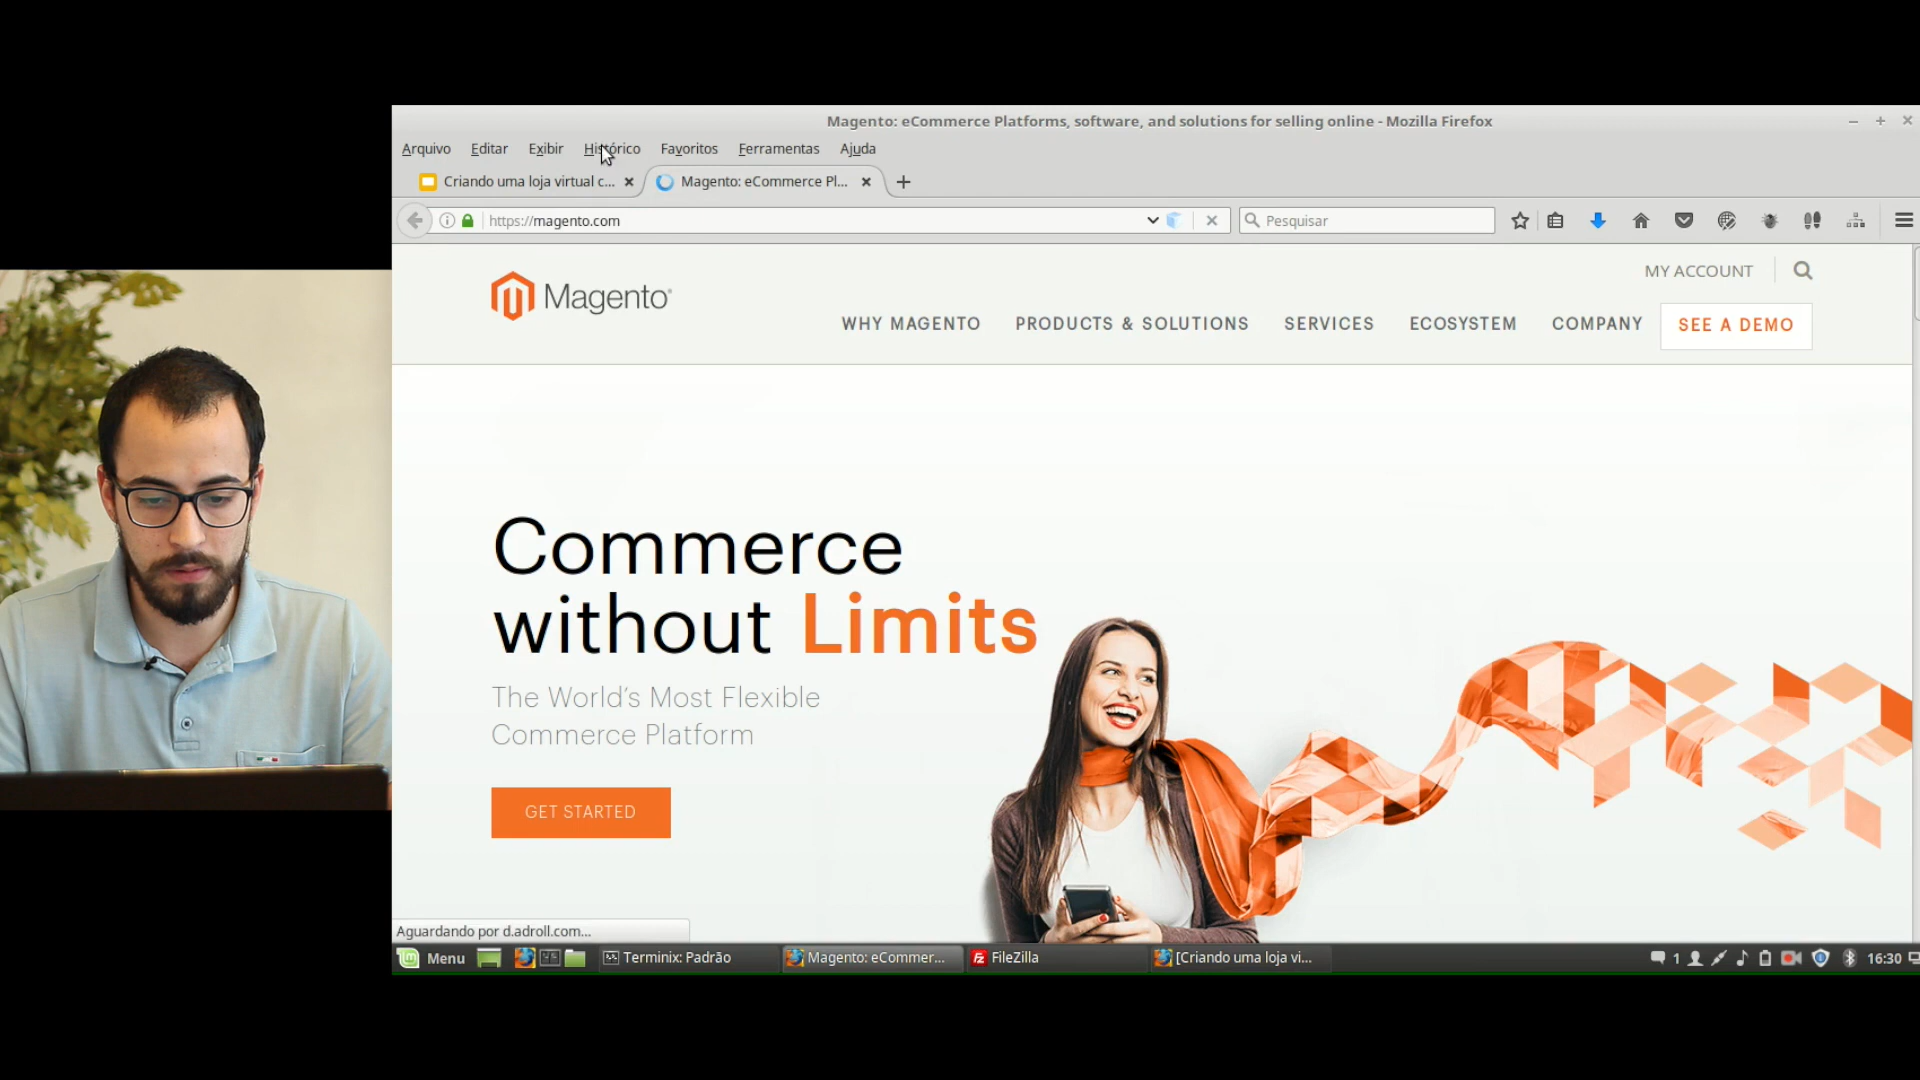 Magento: eCommerce Platforms, software, and solutions for selling online - Mozilla Firefox
Arquivo Editar Exibir Histórico Favoritos Ferramentas Ajuda
Criando uma loja virtual c... Magento: eCommerce Pl...
https://magento.com Pesquisar
MY ACCOUNT
Magento
WHY MAGENTO PRODUCTS & SOLUTIONS SERVICES ECOSYSTEM COMPANY SEE A DEMO
Commerce
without Limits
The World's Most Flexible
Commerce Platform
GET STARTED
Aguardando por d.adroll.com...
Menu Terminix: Padrão Magento: eCommer... FileZilla [Criando uma loja vi... 1 16:30